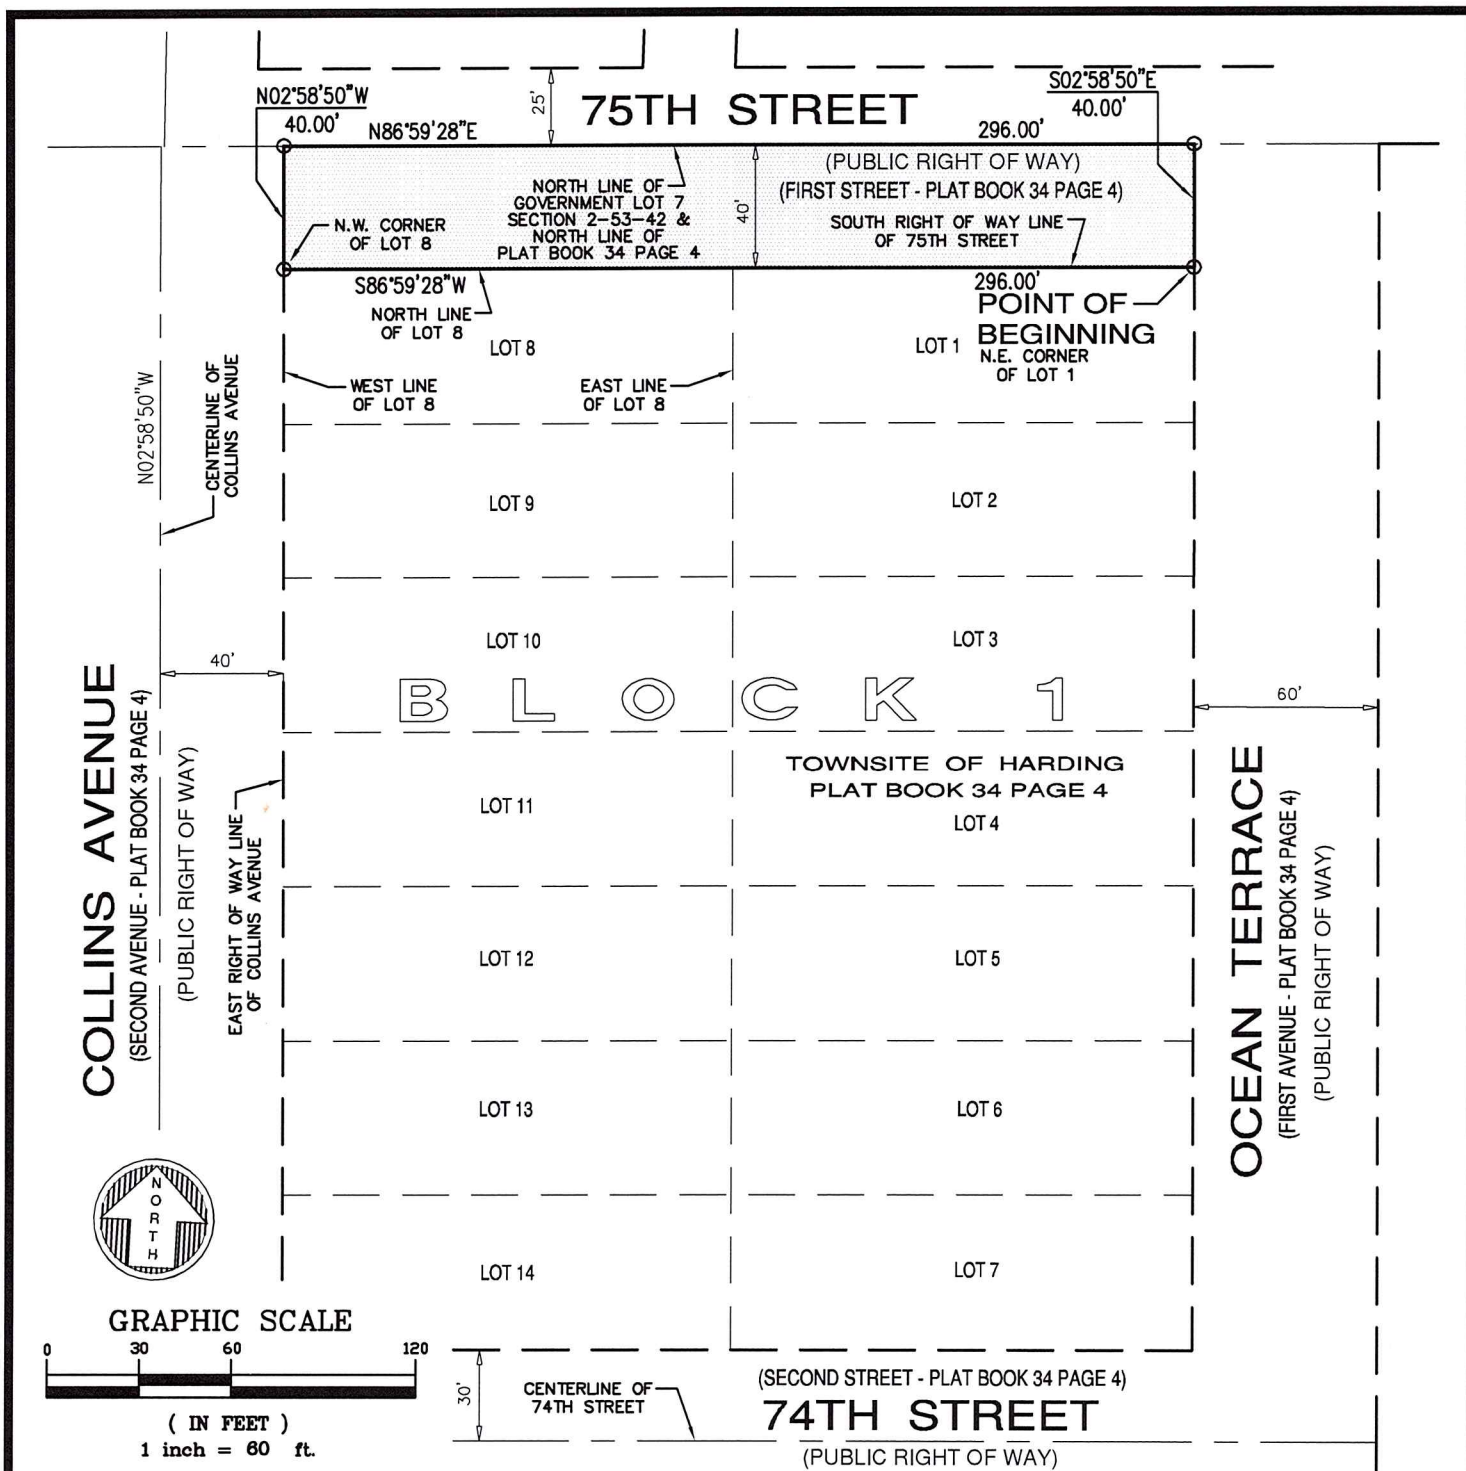 N02°58'50"W
40.00'
N86°59'28"E
25'
75TH STREET
S02°58'50"E
40.00'
296.00'
(PUBLIC RIGHT OF WAY)
(FIRST STREET - PLAT BOOK 34 PAGE 4)
NORTH LINE OF
GOVERNMENT LOT 7
SECTION 2-53-42 &
NORTH LINE OF
PLAT BOOK 34 PAGE 4
40'
SOUTH RIGHT OF WAY LINE
OF 75TH STREET
N.W. CORNER
OF LOT 8
S86°59'28"W
NORTH LINE
OF LOT 8
296.00'
POINT OF
BEGINNING
N.E. CORNER
OF LOT 1
LOT 8
LOT 1
WEST LINE
OF LOT 8
EAST LINE
OF LOT 8
N02°58'50"W
CENTERLINE OF
COLLINS AVENUE
LOT 9
LOT 2
LOT 10
LOT 3
40'
BLOCK 1
60'
TOWNSITE OF HARDING
PLAT BOOK 34 PAGE 4
LOT 11
LOT 4
COLLINS AVENUE
(SECOND AVENUE - PLAT BOOK 34 PAGE 4)
(PUBLIC RIGHT OF WAY)
EAST RIGHT OF WAY LINE
OF COLLINS AVENUE
OCEAN TERRACE
(FIRST AVENUE - PLAT BOOK 34 PAGE 4)
(PUBLIC RIGHT OF WAY)
LOT 12
LOT 5
LOT 13
LOT 6
NORTH
LOT 14
LOT 7
GRAPHIC SCALE
0 30 60 120
( IN FEET )
1 inch = 60 ft.
30'
CENTERLINE OF
74TH STREET
(SECOND STREET - PLAT BOOK 34 PAGE 4)
74TH STREET
(PUBLIC RIGHT OF WAY)